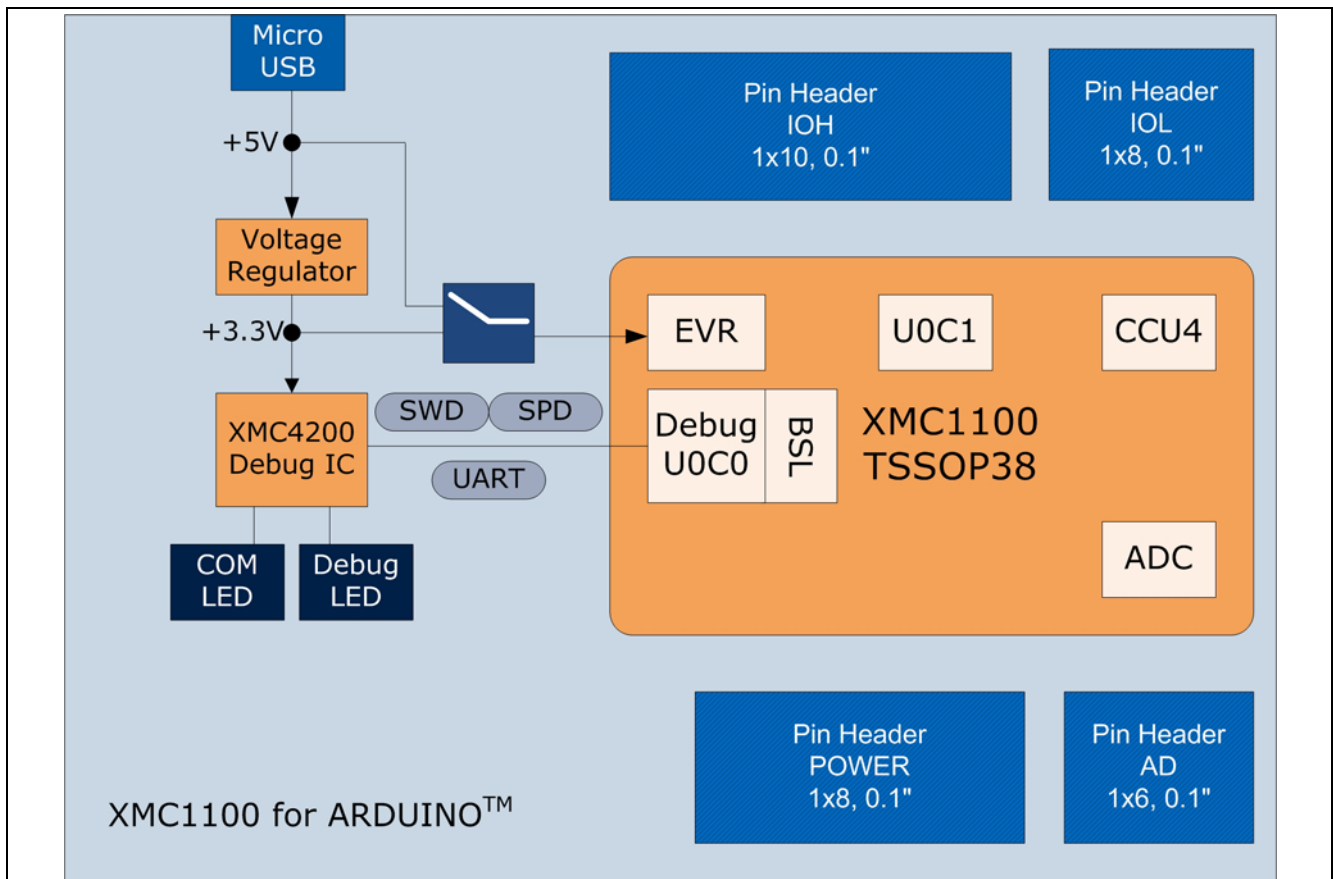 Micro
USB
Pin Header
IOH
1x10, 0.1"
Pin Header
IOL
1x8, 0.1"
+5V
Voltage
Regulator
+3.3V
EVR
U0C1
CCU4
XMC4200
Debug IC
SWD
SPD
UART
Debug
U0C0
BSL
XMC1100
TSSOP38
COM
LED
Debug
LED
ADC
Pin Header
POWER
1x8, 0.1"
Pin Header
AD
1x6, 0.1"
XMC1100 for ARDUINO™